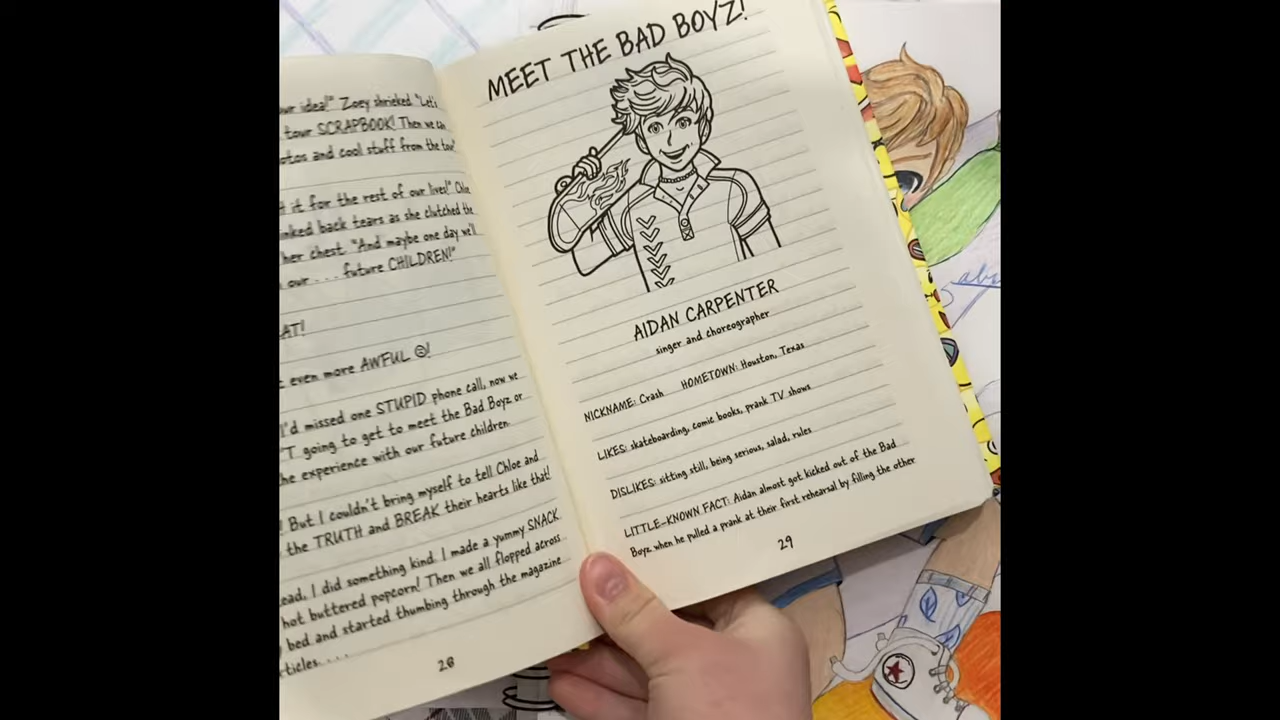 our idea!" Zoey shrieked. "Let's
tour SCRAPBOOK! Then we can
otos and cool stuff from the tour."
it for the rest of our lives!" Chloe
inked back tears as she clutched the
her chest. "And maybe one day we'll
our . . . future CHILDREN!"
AT!
even more AWFUL ☹!
I'd missed one STUPID phone call, now we
'T going to get to meet the Bad Boyz or
he experience with our future children.
! But I couldn't bring myself to tell Chloe and
the TRUTH and BREAK their hearts like that!
ead, I did something kind. I made a yummy SNACK
hot buttered popcorn! Then we all flopped across
bed and started thumbing through the magazine
rticles. . . .
28
MEET THE BAD BOYZ!
AIDAN CARPENTER
singer and choreographer
NICKNAME: Crash HOMETOWN: Houston, Texas
LIKES: skateboarding, comic books, prank TV shows
DISLIKES: sitting still, being serious, salad, rules
LITTLE-KNOWN FACT: Aidan almost got kicked out of the Bad
Boyz when he pulled a prank at their first rehearsal by filling the other
29